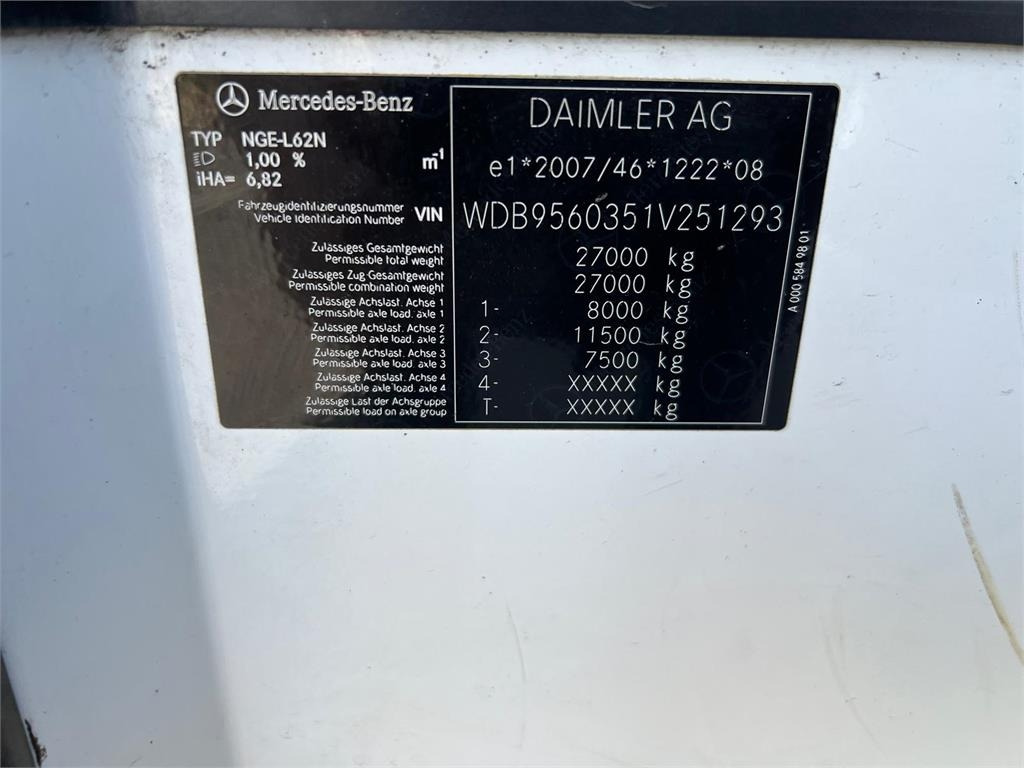 Mercedes-Benz
DAIMLER AG
TYP NGE-L62N
1,00 % m-1
iHA= 6,82
e1*2007/46*1222*08
Fahrzeugidentifizierungsnummer
Vehicle Identification Number VIN WDB9560351V251293
Zulässiges Gesamtgewicht
Permissible total weight 27000 kg
Zulässiges Zug-Gesamtgewicht
Permissible combination weight 27000 kg
Zulässige Achslast. Achse 1
Permissible axle load. axle 1 1- 8000 kg
Zulässige Achslast. Achse 2
Permissible axle load. axle 2 2- 11500 kg
Zulässige Achslast. Achse 3
Permissible axle load. axle 3 3- 7500 kg
Zulässige Achslast. Achse 4
Permissible axle load. axle 4 4- XXXXX kg
Zulässige Last der Achsgruppe
Permissible load on axle group T- XXXXX kg
A 000 584 98 01